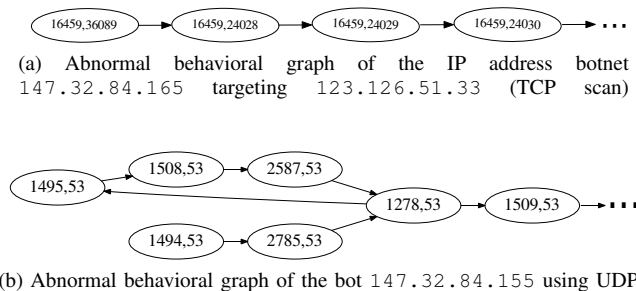 16459,36089 16459,24028 16459,24029 16459,24030 ...
(a) Abnormal behavioral graph of the IP address botnet
147.32.84.165 targeting 123.126.51.33 (TCP scan)
1508,53 2587,53
1495,53
1278,53 1509,53 ...
1494,53 2785,53
(b) Abnormal behavioral graph of the bot 147.32.84.155 using UDP